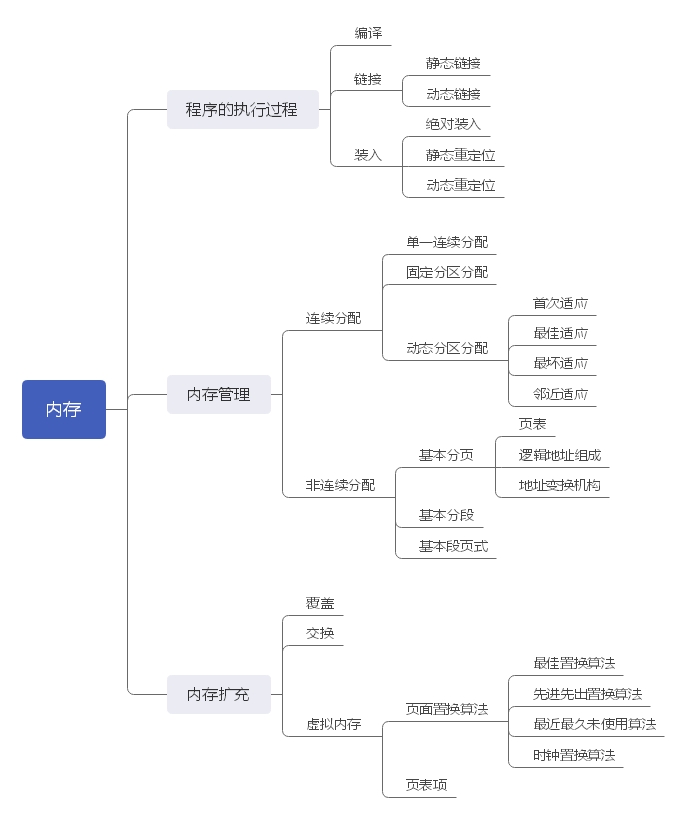 编译
静态链接
链接
动态链接
程序的执行过程
绝对装入
装入
静态重定位
动态重定位
单一连续分配
固定分区分配
首次适应
连续分配
最佳适应
动态分区分配
最坏适应
内存管理
邻近适应
内存
页表
基本分页
逻辑地址组成
非连续分配
地址变换机构
基本分段
基本段页式
覆盖
交换
最佳置换算法
内存扩充
先进先出置换算法
页面置换算法
虚拟内存
最近最久未使用算法
时钟置换算法
页表项